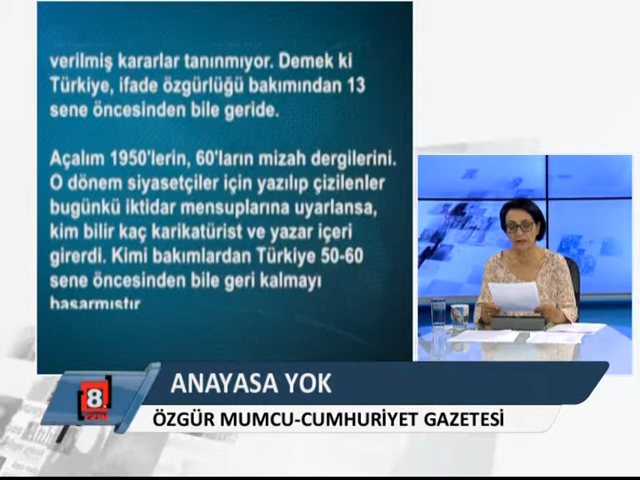 verilmiş kararlar tanınmıyor. Demek ki
Türkiye, ifade özgürlüğü bakımından 13
sene öncesinden bile geride.
Açalım 1950'lerin, 60'ların mizah dergilerini.
O dönem siyasetçiler için yazılıp çizilenler
bugünkü iktidar mensuplarına uyarlansa,
kim bilir kaç karikatürist ve yazar içeri
girerdi. Kimi bakımlardan Türkiye 50-60
sene öncesinden bile geri kalmayı
başarmıştır
8.
GÜN
ANAYASA YOK
ÖZGÜR MUMCU-CUMHURİYET GAZETESİ